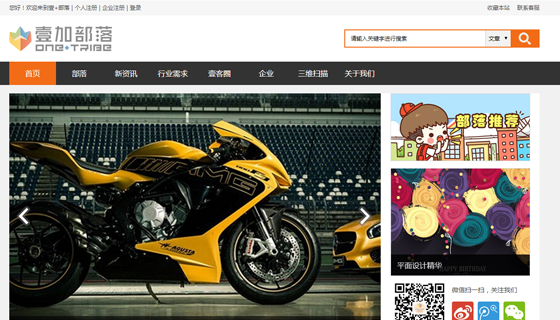 您好！欢迎来到壹+部落 | 个人注册 | 企业注册 | 登录
收藏本站 联系客服
壹加部落
ONE·TRIBE
请输入关键字进行搜索 文章 搜索
首页 部落 新资讯 行业需求 壹客圈 企业 三维扫描 关于我们
AMG
AGUSTA
部落推荐
平面设计精华
HAPPY BIRTHDAY
微信扫一扫，关注我们